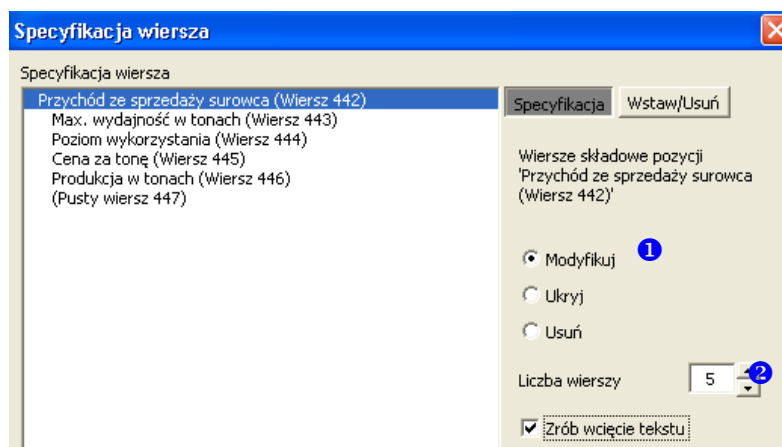 Specyfikacja wiersza
Specyfikacja wiersza
Przychód ze sprzedaży surowca (Wiersz 442)
Max. wydajność w tonach (Wiersz 443)
Poziom wykorzystania (Wiersz 444)
Cena za tonę (Wiersz 445)
Produkcja w tonach (Wiersz 446)
(Pusty wiersz 447)
Specyfikacja
Wstaw/Usuń
Wiersze składowe pozycji
'Przychód ze sprzedaży surowca
(Wiersz 442)'
Modyfikuj
1
Ukryj
Usuń
Liczba wierszy
5
2
Zrób wcięcie tekstu